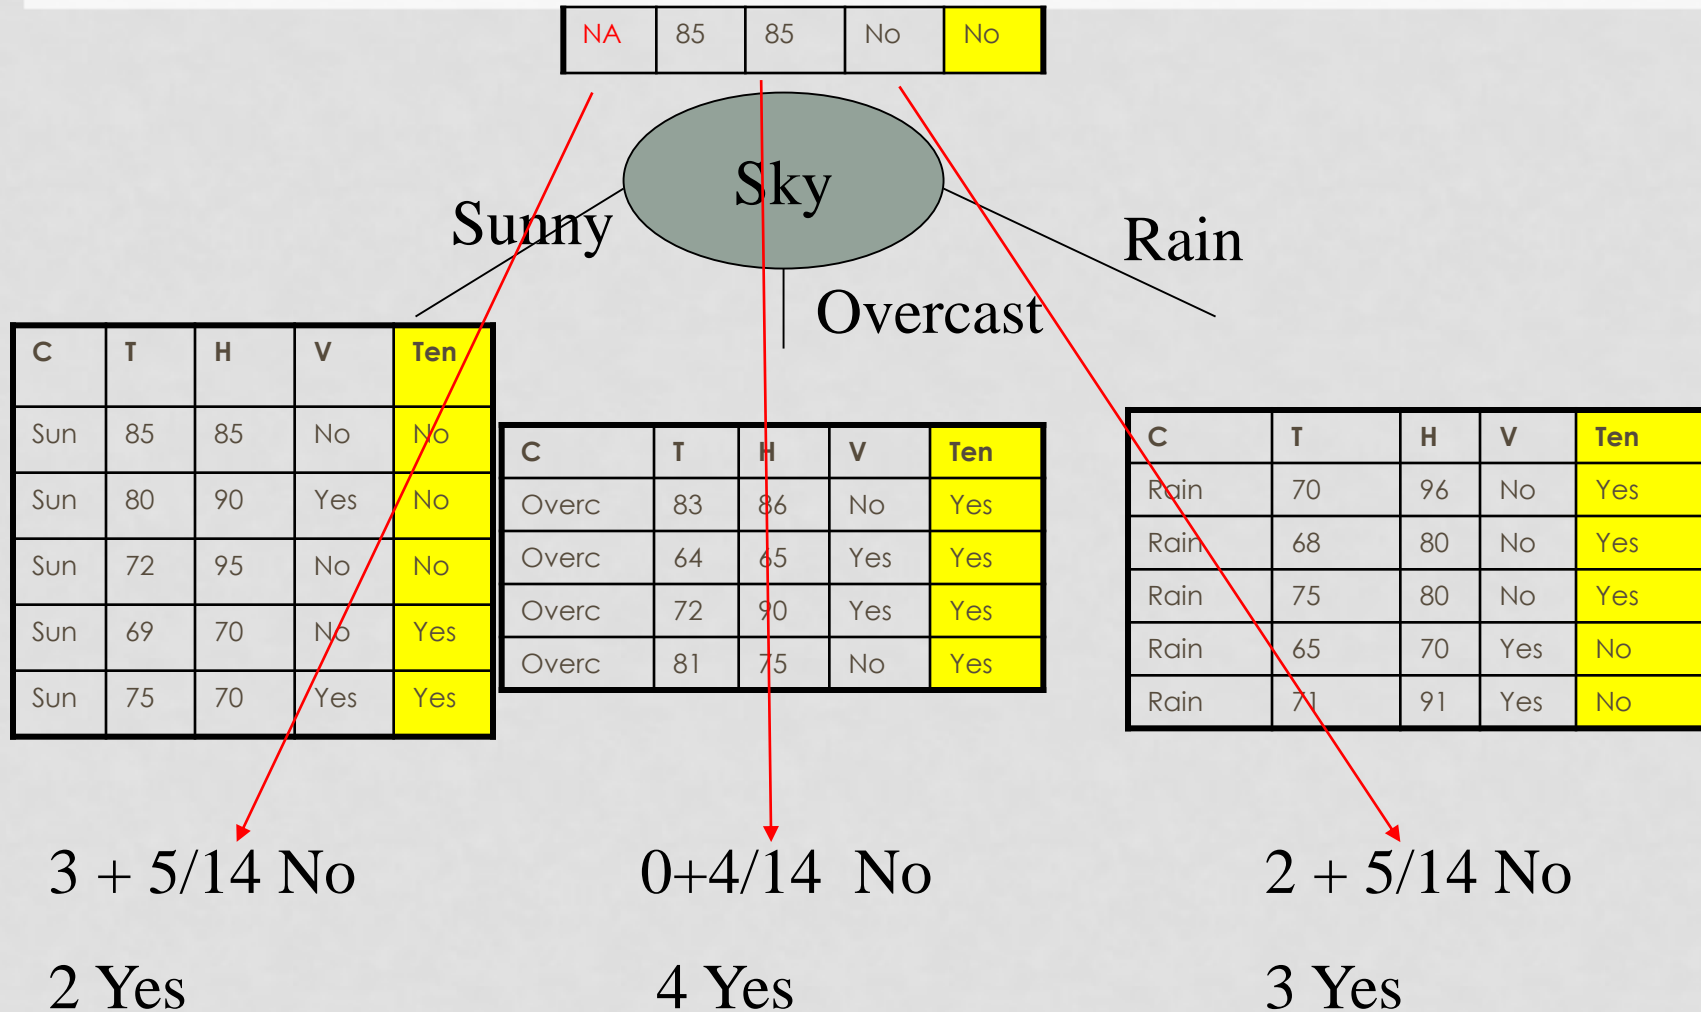 NA 85 85 No No
Sky
Sunny
Rain
Overcast
C T H V Ten
Sun 85 85 No No
Sun 80 90 Yes No
Sun 72 95 No No
Sun 69 70 No Yes
Sun 75 70 Yes Yes
C T H V Ten
Overc 83 86 No Yes
Overc 64 65 Yes Yes
Overc 72 90 Yes Yes
Overc 81 75 No Yes
C T H V Ten
Rain 70 96 No Yes
Rain 68 80 No Yes
Rain 75 80 No Yes
Rain 65 70 Yes No
Rain 71 91 Yes No
3 + 5/14 No
0+4/14 No
2 + 5/14 No
2 Yes
4 Yes
3 Yes